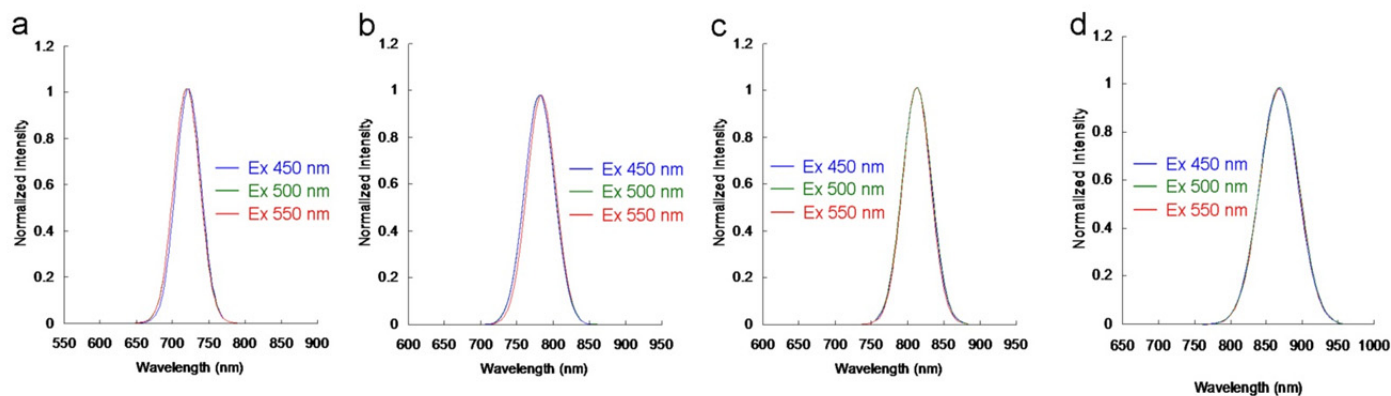 a
1.2
1
0.8
0.6
0.4
0.2
0
Normalized Intensity
Ex 450 nm
Ex 500 nm
Ex 550 nm
550 600 650 700 750 800 850 900
Wavelength (nm)
b
1.2
1
0.8
0.6
0.4
0.2
0
Normalized Intensity
Ex 450 nm
Ex 500 nm
Ex 550 nm
600 650 700 750 800 850 900 950
Wavelength (nm)
c
1.2
1
0.8
0.6
0.4
0.2
0
Normalized Intensity
Ex 450 nm
Ex 500 nm
Ex 550 nm
600 650 700 750 800 850 900 950
Wavelength (nm)
d
1.2
1
0.8
0.6
0.4
0.2
0
Normalized Intensity
Ex 450 nm
Ex 500 nm
Ex 550 nm
650 700 750 800 850 900 950 1000
Wavelength (nm)